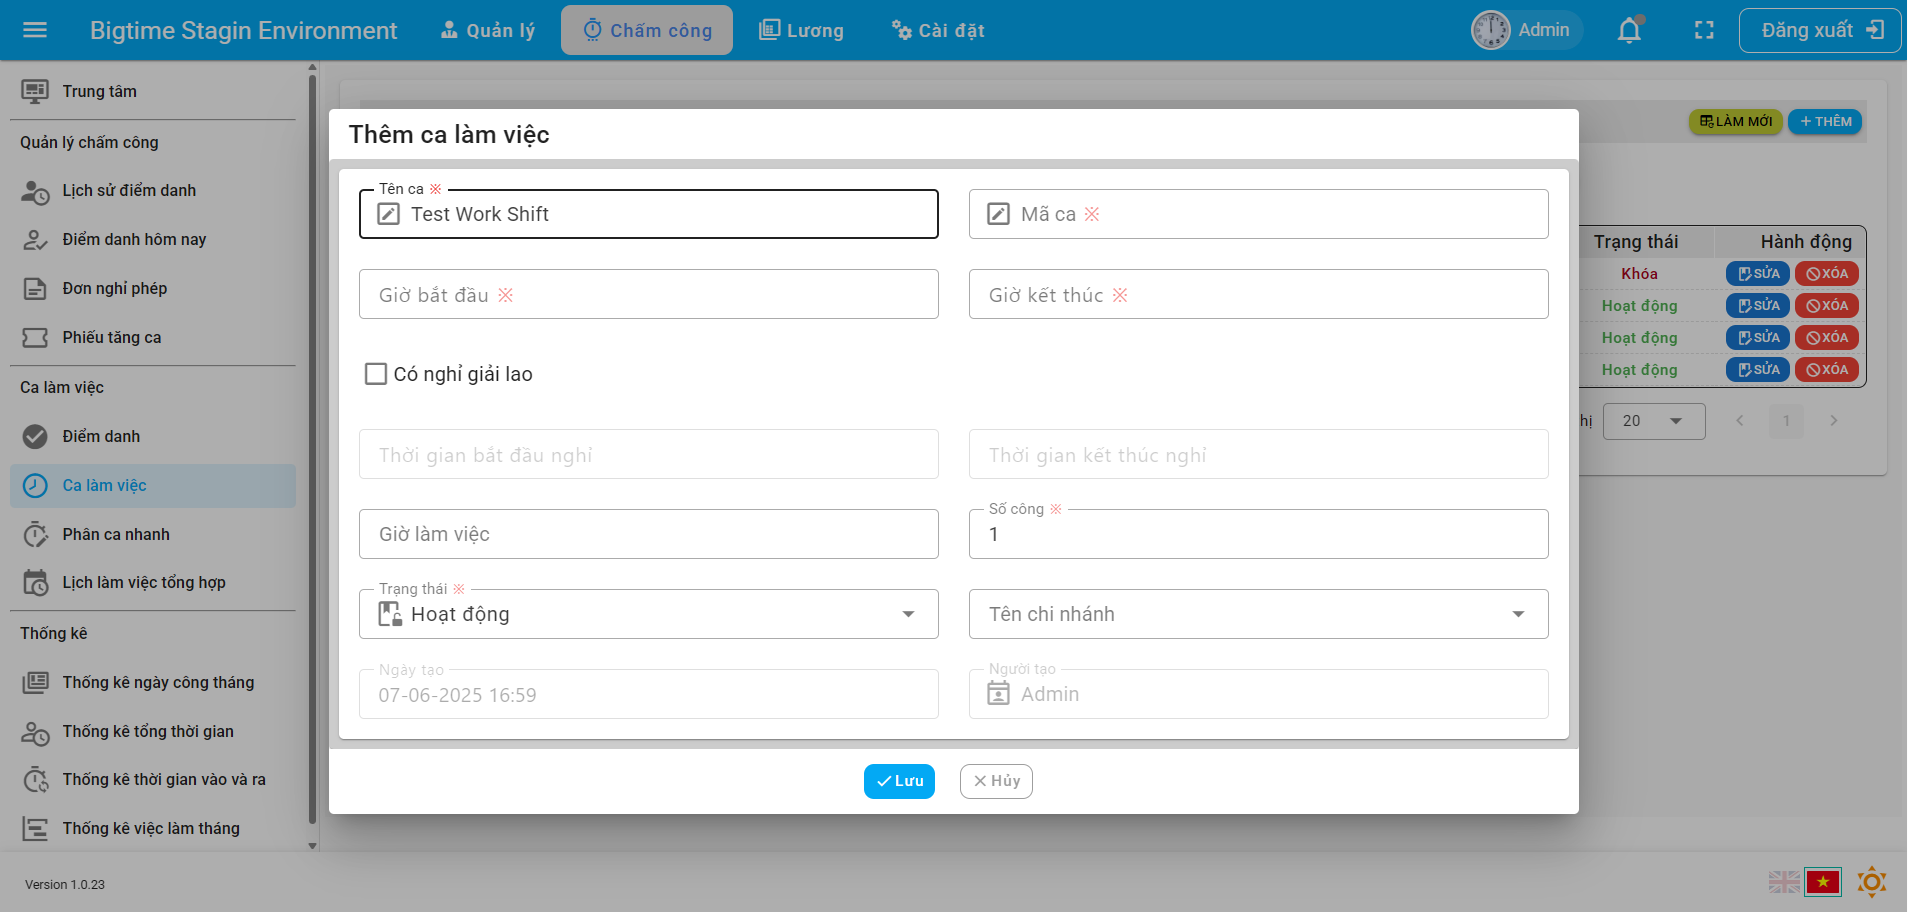 Bigtime Stagin Environment
Quản lý
Chấm công
Lương
Cài đặt
Admin
Đăng xuất
Trung tâm
Quản lý chấm công
Lịch sử điểm danh
Điểm danh hôm nay
Đơn nghỉ phép
Phiếu tăng ca
Ca làm việc
Điểm danh
Ca làm việc
Phân ca nhanh
Lịch làm việc tổng hợp
Thống kê
Thống kê ngày công tháng
Thống kê tổng thời gian
Thống kê thời gian vào và ra
Thống kê việc làm tháng
Version 1.0.23
LÀM MỚI
+ THÊM
Thêm ca làm việc
Tên ca ※
Test Work Shift
Mã ca ※
Giờ bắt đầu ※
Giờ kết thúc ※
Có nghỉ giải lao
Thời gian bắt đầu nghỉ
Thời gian kết thúc nghỉ
Giờ làm việc
Số công ※
1
Trạng thái ※
Hoạt động
Tên chi nhánh
Ngày tạo
07-06-2025 16:59
Người tạo
Admin
Lưu
Hủy
Trạng thái Hành động
Khóa SỬA XÓA
Hoạt động SỬA XÓA
Hoạt động SỬA XÓA
Hoạt động SỬA XÓA
hị 20 1